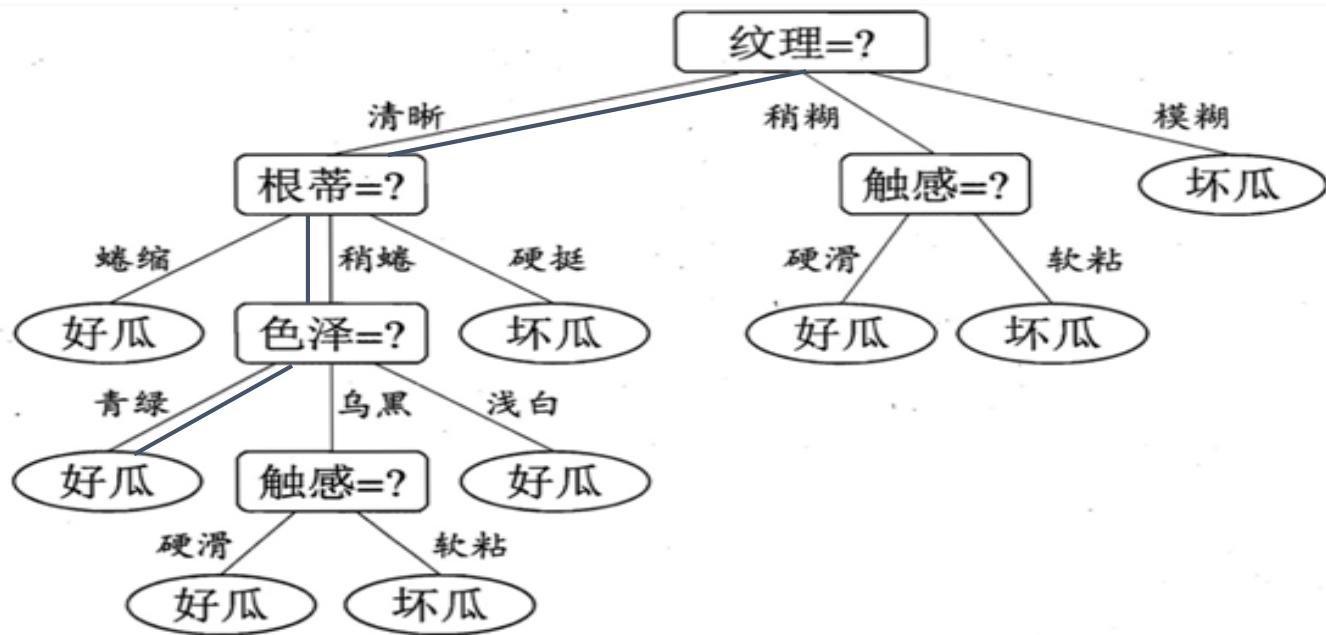 纹理=?
清晰 稍糊 模糊
根蒂=? 触感=? 坏瓜
蜷缩 稍蜷 硬挺 硬滑 软粘
好瓜 色泽=? 坏瓜 好瓜 坏瓜
青绿 乌黑 浅白
好瓜 触感=? 好瓜
硬滑 软粘
好瓜 坏瓜